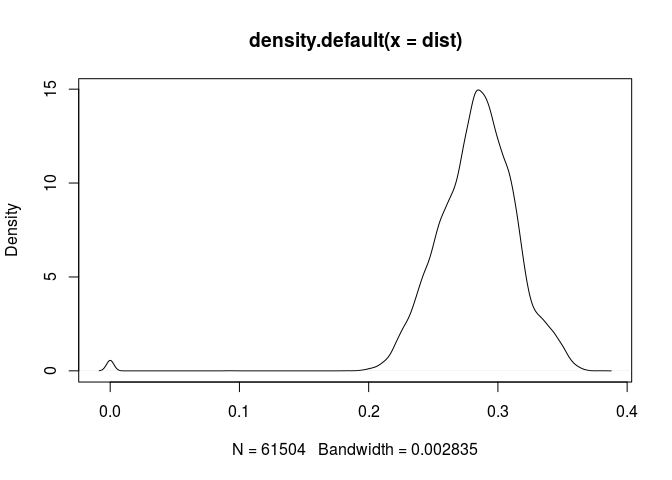 density.default(x = dist)
Density
15
10
5
0
0.0 0.1 0.2 0.3 0.4
N = 61504 Bandwidth = 0.002835